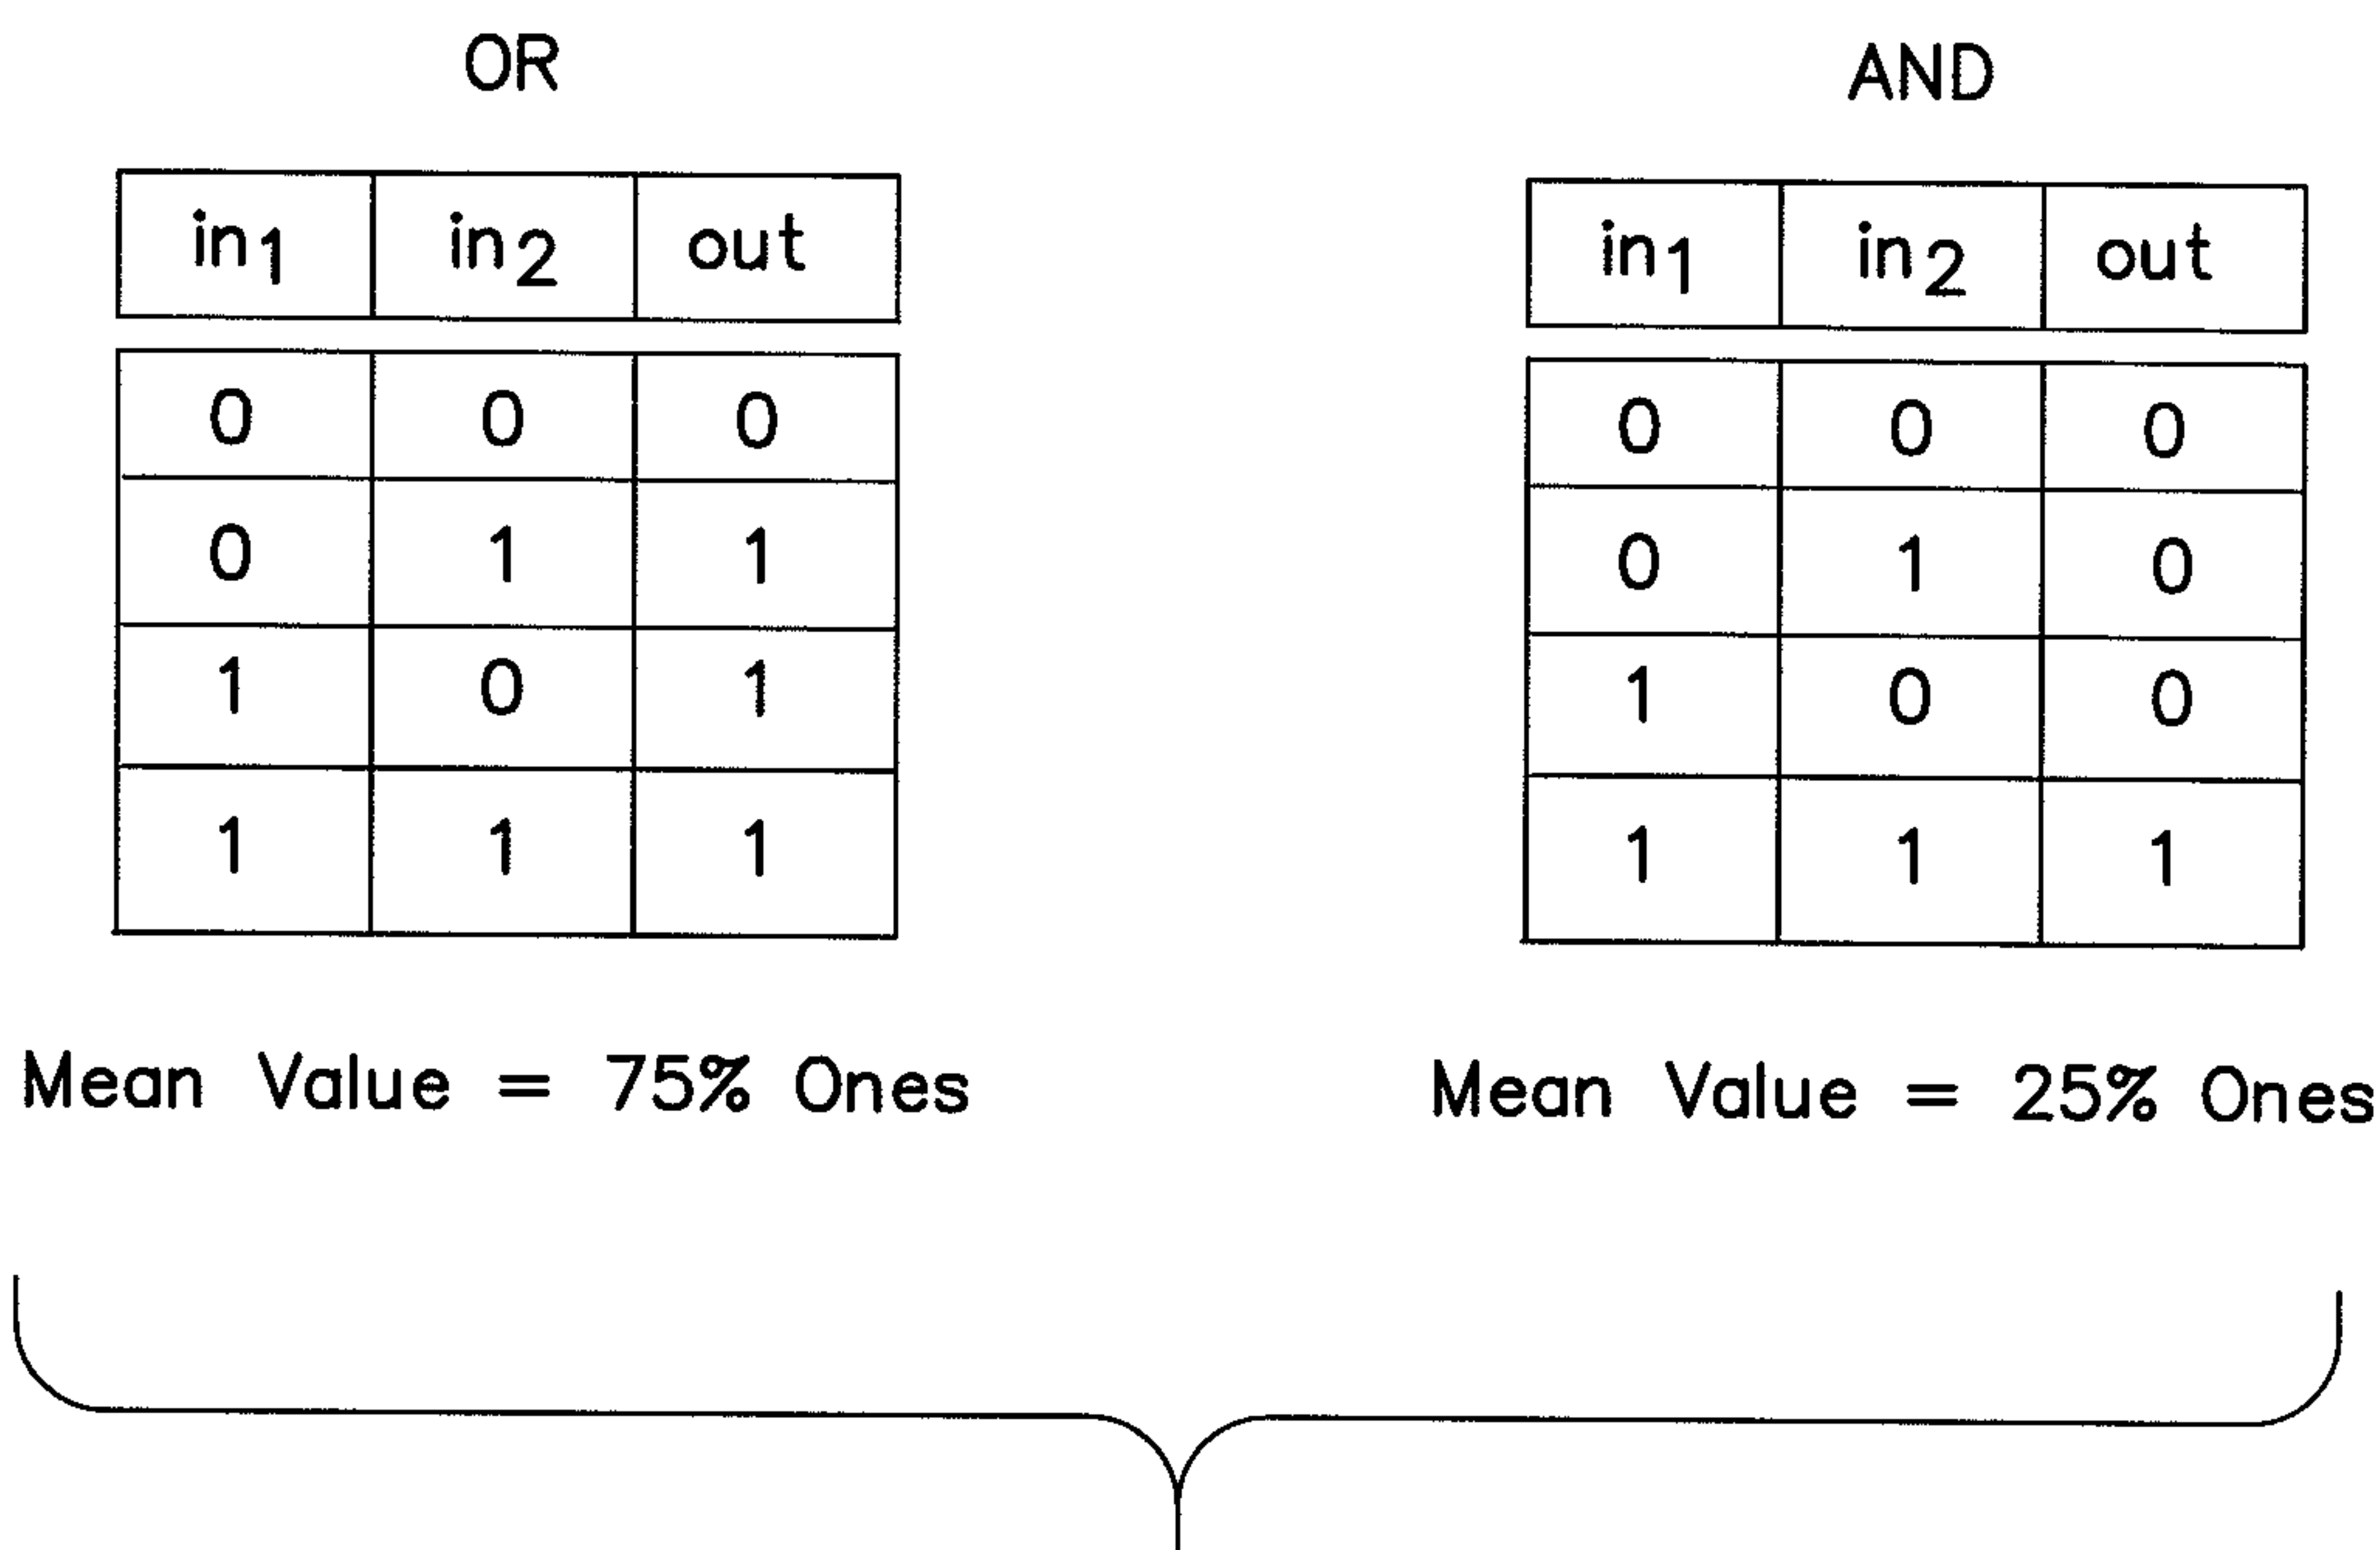 OR
in1 in2 out
0 0 0
0 1 1
1 0 1
1 1 1
Mean Value = 75% Ones
AND
in1 in2 out
0 0 0
0 1 0
1 0 0
1 1 1
Mean Value = 25% Ones